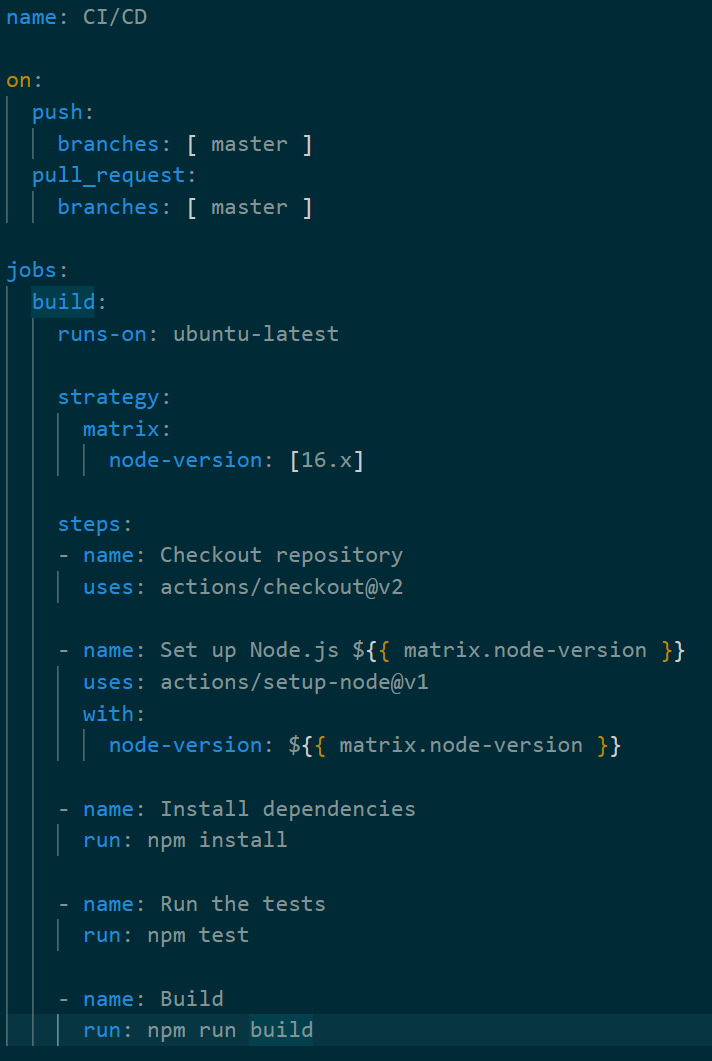 name: CI/CD
on:
  push:
    branches: [ master ]
  pull_request:
    branches: [ master ]
jobs:
  build:
    runs-on: ubuntu-latest
    strategy:
      matrix:
        node-version: [16.x]
    steps:
    - name: Checkout repository
      uses: actions/checkout@v2
    - name: Set up Node.js ${{ matrix.node-version }}
      uses: actions/setup-node@v1
      with:
        node-version: ${{ matrix.node-version }}
    - name: Install dependencies
      run: npm install
    - name: Run the tests
      run: npm test
    - name: Build
      run: npm run build